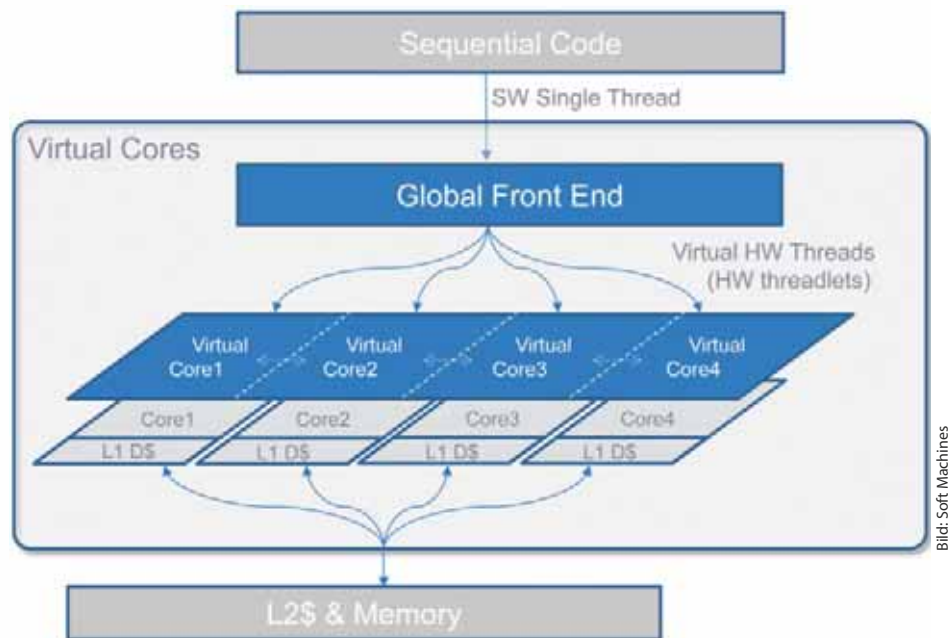 Sequential Code
SW Single Thread
Virtual Cores
Global Front End
Virtual HW Threads
(HW threadlets)
Virtual
Core1
Virtual
Core2
Virtual
Core3
Virtual
Core4
Core1
Core2
Core3
Core4
L1 D$
L1 D$
L1 D$
L1 D$
L2$ & Memory
Bild: Soft Machines